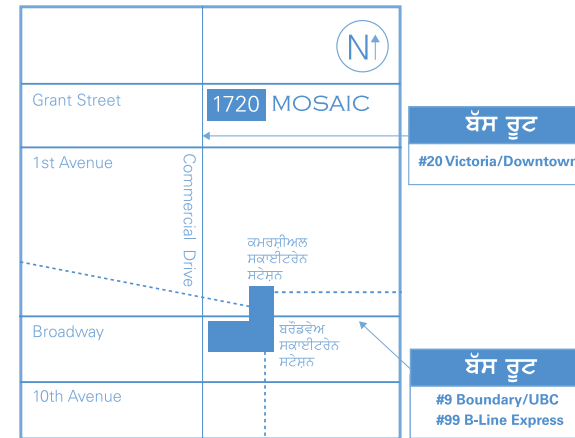 N
Grant Street
1720 MOSAIC
ਬੱਸ ਰੂਟ
#20 Victoria/Downtown
1st Avenue
Commercial Drive
ਕਮਰਸ਼ੀਅਲ
ਸਕਾਈਟਰੇਨ
ਸਟੇਸ਼ਨ
Broadway
ਬਰੌਡਵੇਅ
ਸਕਾਈਟਰੇਨ
ਸਟੇਸ਼ਨ
ਬੱਸ ਰੂਟ
#9 Boundary/UBC
#99 B-Line Express
10th Avenue